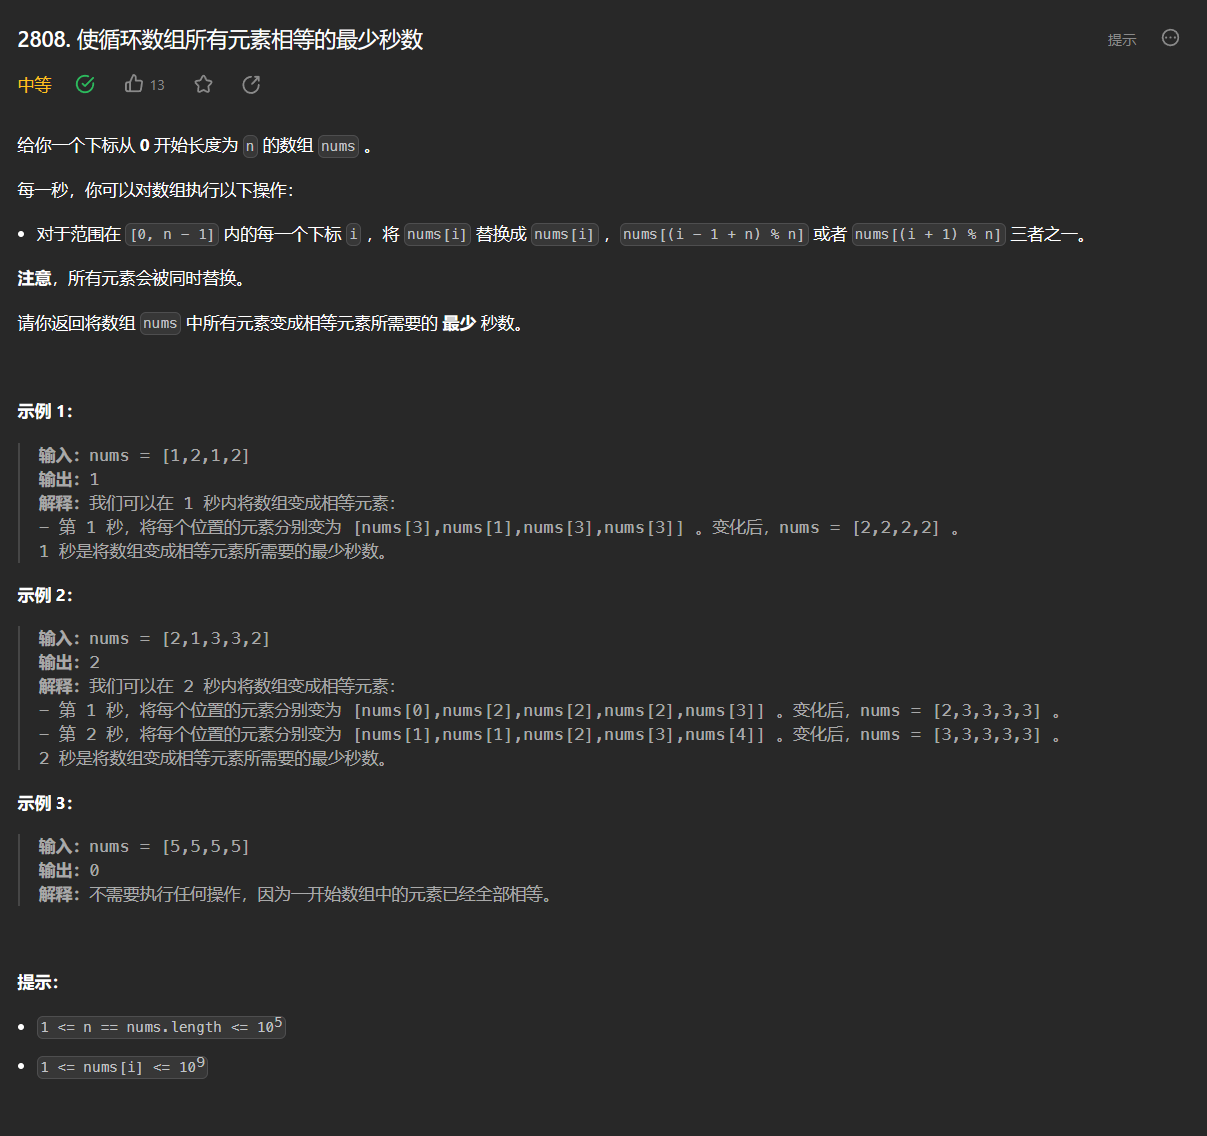 2808. 使循环数组所有元素相等的最少秒数
提示
中等 13
给你一个下标从 0 开始长度为 n 的数组 nums 。
每一秒，你可以对数组执行以下操作：
• 对于范围在 [0, n - 1] 内的每一个下标 i ，将 nums[i] 替换成 nums[i] ，nums[(i - 1 + n) % n] 或者 nums[(i + 1) % n] 三者之一。
注意，所有元素会被同时替换。
请你返回将数组 nums 中所有元素变成相等元素所需要的 最少 秒数。
示例 1：
输入：nums = [1,2,1,2]
输出：1
解释：我们可以在 1 秒内将数组变成相等元素：
- 第 1 秒，将每个位置的元素分别变为 [nums[3],nums[1],nums[3],nums[3]] 。变化后，nums = [2,2,2,2] 。
1 秒是将数组变成相等元素所需要的最少秒数。
示例 2：
输入：nums = [2,1,3,3,2]
输出：2
解释：我们可以在 2 秒内将数组变成相等元素：
- 第 1 秒，将每个位置的元素分别变为 [nums[0],nums[2],nums[2],nums[2],nums[3]] 。变化后，nums = [2,3,3,3,3] 。
- 第 2 秒，将每个位置的元素分别变为 [nums[1],nums[1],nums[2],nums[3],nums[4]] 。变化后，nums = [3,3,3,3,3] 。
2 秒是将数组变成相等元素所需要的最少秒数。
示例 3：
输入：nums = [5,5,5,5]
输出：0
解释：不需要执行任何操作，因为一开始数组中的元素已经全部相等。
提示：
• 1 <= n == nums.length <= 10⁵
• 1 <= nums[i] <= 10⁹